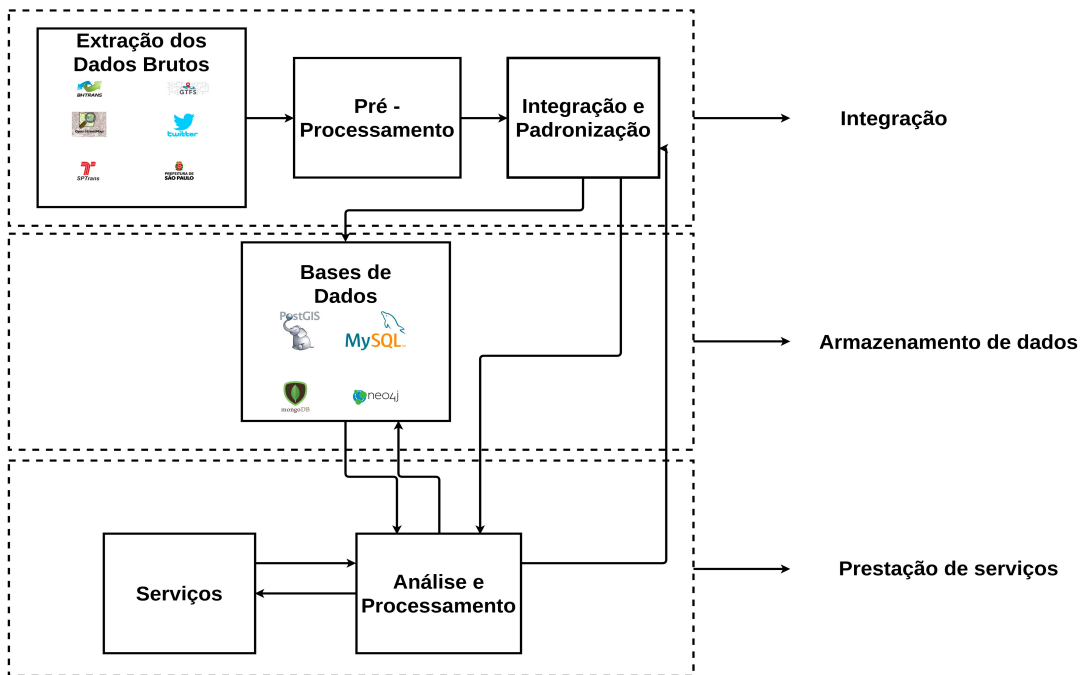 Extração dos
Dados Brutos
BHTRANS
GTFS
OpenStreetMap
twitter
SPTrans
PREFEITURA DE
SÃO PAULO
Pré -
Processamento
Integração e
Padronização
Integração
Bases de
Dados
PostGIS
MySQL
mongoDB
neo4j
Armazenamento de dados
Serviços
Análise e
Processamento
Prestação de serviços